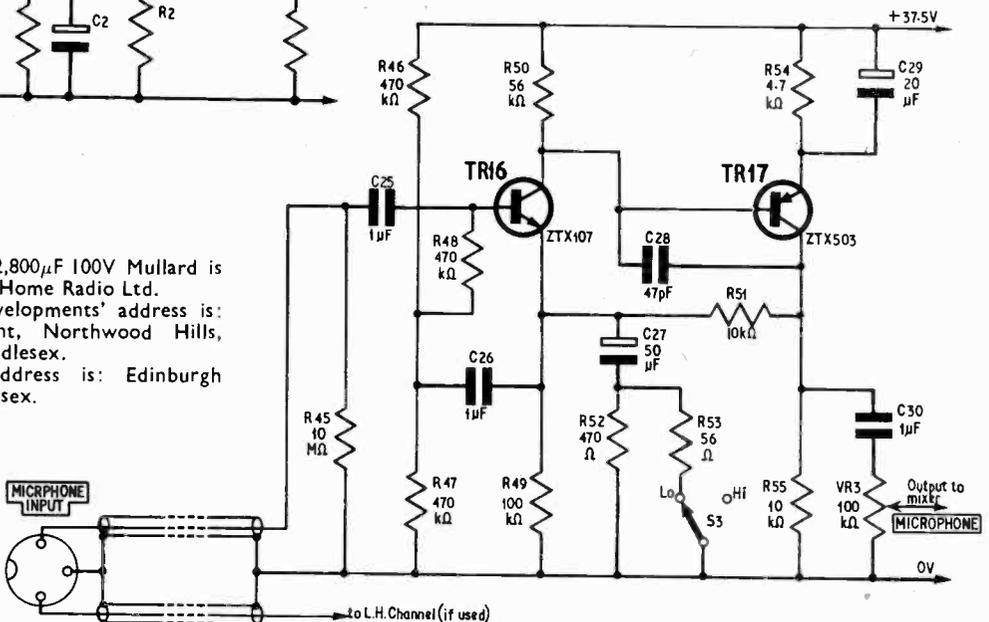 C2
R2
+37.5V
R46
470
kΩ
R50
56
kΩ
R54
4.7
kΩ
C29
20
µF
TR16
TR17
C25
1µF
ZTX107
ZTX503
R48
470
kΩ
C28
47pF
2,800µF 100V Mullard is
Home Radio Ltd.
velopments' address is:
nt, Northwood Hills,
dlesex.
ddress is: Edinburgh
sex.
R51
10kΩ
C27
50
µF
C26
1µF
R45
10
MΩ
R52
470
Ω
R53
56
Ω
C30
1µF
MICRPHONE
INPUT
R47
470
kΩ
R49
100
kΩ
Lo
Hi
S3
R55
10
kΩ
VR3
100
kΩ
Output to
mixer
MICROPHONE
0V
to L.H. Channel (if used)